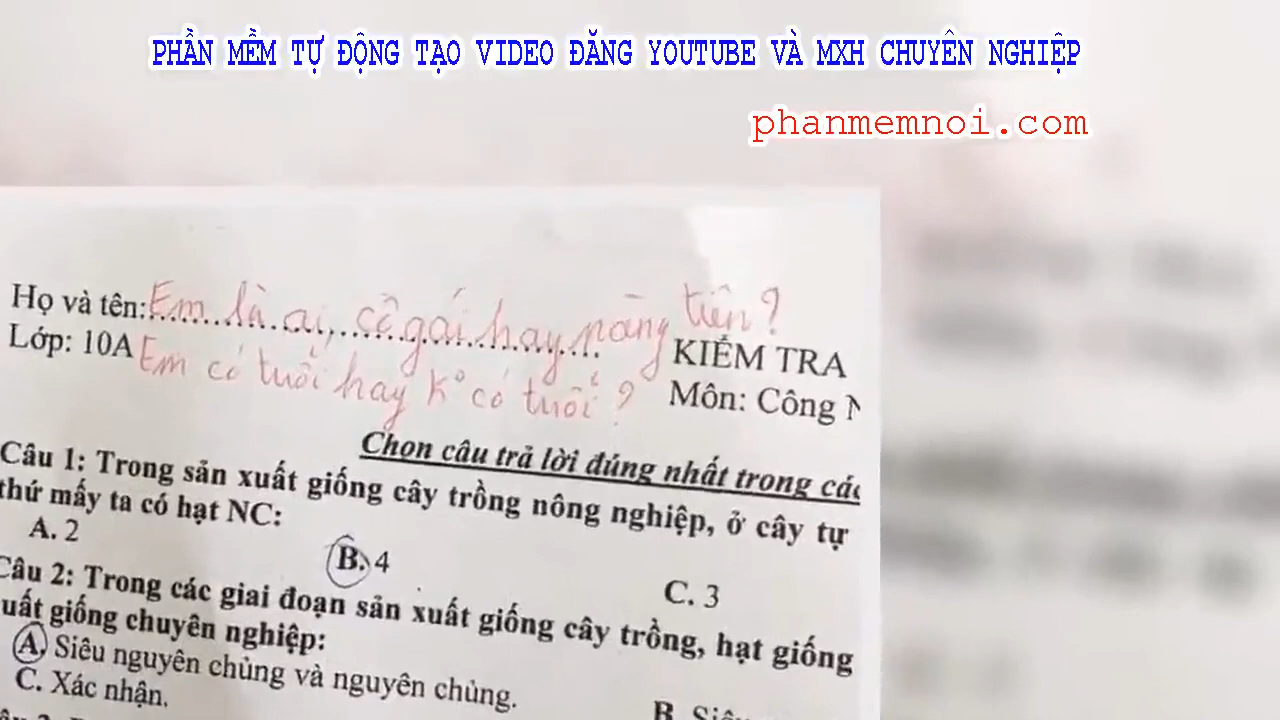 PHẦN MỀM TỰ ĐỘNG TẠO VIDEO ĐĂNG YOUTUBE VÀ MXH CHUYÊN NGHIỆP
phanmemnoi.com
Họ và tên: Em là ai, cô gái hay nàng tiên?
Lớp: 10A Em có tuổi hay k° có tuổi?
KIỂM TRA
Môn: Công
Chọn câu trả lời đúng nhất trong
Câu 1: Trong sản xuất giống cây trồng nông nghiệp, ở cây tự
thứ mấy ta có hạt NC:
A. 2
B. 4
C. 3
Câu 2: Trong các giai đoạn sản xuất giống cây trồng, hạt giống
xuất giống chuyên nghiệp:
A. Siêu nguyên chủng và nguyên chủng.
B. Siêu
C. Xác nhận.